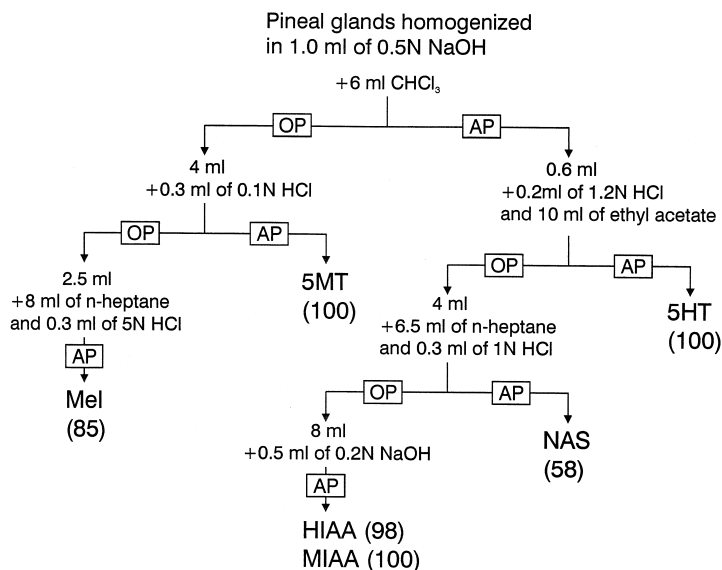 Pineal glands homogenized
in 1.0 ml of 0.5N NaOH
+6 ml CHCl₃
OP
AP
4 ml
+0.3 ml of 0.1N HCl
0.6 ml
+0.2ml of 1.2N HCl
and 10 ml of ethyl acetate
OP
AP
OP
AP
2.5 ml
+8 ml of n-heptane
and 0.3 ml of 5N HCl
5MT
(100)
4 ml
+6.5 ml of n-heptane
and 0.3 ml of 1N HCl
5HT
(100)
AP
Mel
(85)
OP
AP
8 ml
+0.5 ml of 0.2N NaOH
NAS
(58)
AP
HIAA (98)
MIAA (100)